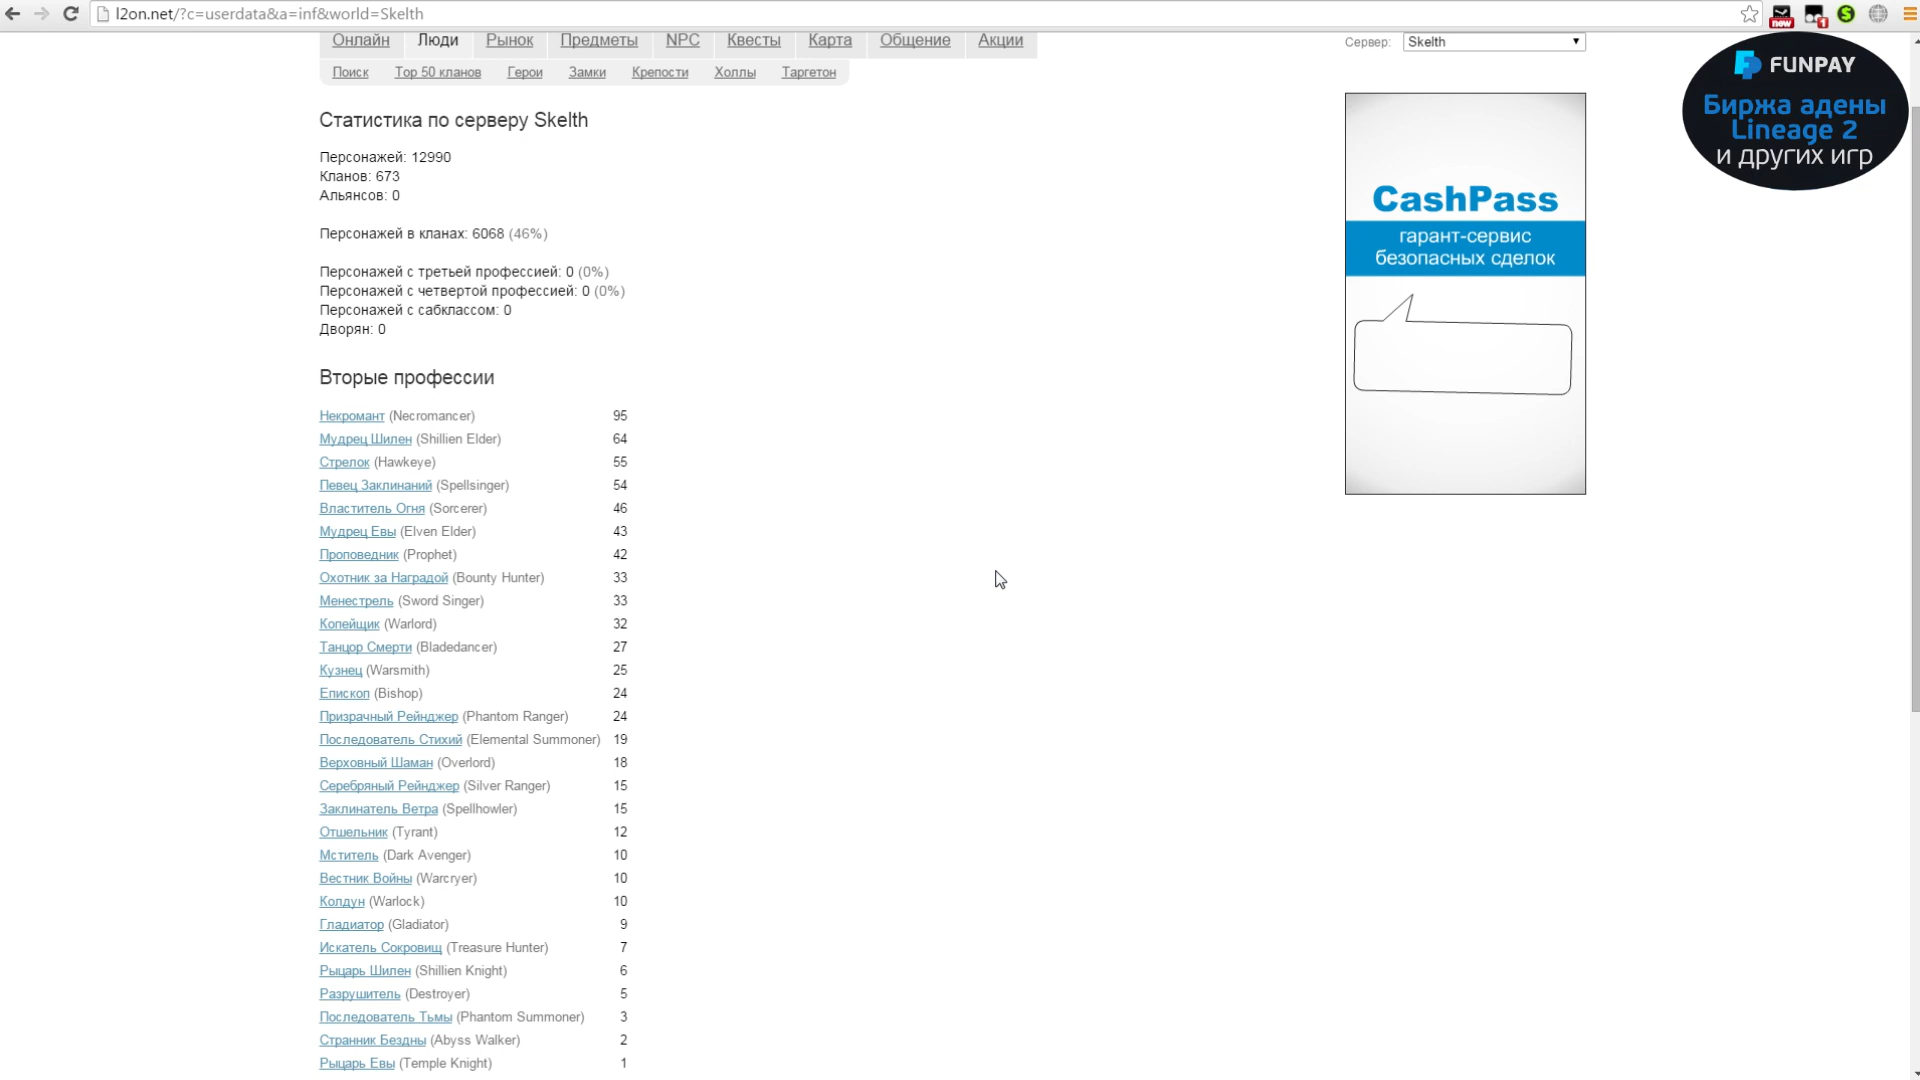 l2on.net/?c=userdata&a=inf&world=Skelth
new
1
Онлайн Люди Рынок Предметы NPC Квесты Карта Общение Акции
Сервер: Skelth
Поиск Top 50 кланов Герои Замки Крепости Холлы Таргетон
FUNPAY
Биржа адены
Lineage 2
и других игр
Статистика по серверу Skelth
Персонажей: 12990
Кланов: 673
Альянсов: 0
Персонажей в кланах: 6068 (46%)
Персонажей с третьей профессией: 0 (0%)
Персонажей с четвертой профессией: 0 (0%)
Персонажей с сабклассом: 0
Дворян: 0
CashPass
гарант-сервис
безопасных сделок
Вторые профессии
Некромант (Necromancer) 95
Мудрец Шилен (Shillien Elder) 64
Стрелок (Hawkeye) 55
Певец Заклинаний (Spellsinger) 54
Властитель Огня (Sorcerer) 46
Мудрец Евы (Elven Elder) 43
Проповедник (Prophet) 42
Охотник за Наградой (Bounty Hunter) 33
Менестрель (Sword Singer) 33
Копейщик (Warlord) 32
Танцор Смерти (Bladedancer) 27
Кузнец (Warsmith) 25
Епископ (Bishop) 24
Призрачный Рейнджер (Phantom Ranger) 24
Последователь Стихий (Elemental Summoner) 19
Верховный Шаман (Overlord) 18
Серебряный Рейнджер (Silver Ranger) 15
Заклинатель Ветра (Spellhowler) 15
Отшельник (Tyrant) 12
Мститель (Dark Avenger) 10
Вестник Войны (Warcryer) 10
Колдун (Warlock) 10
Гладиатор (Gladiator) 9
Искатель Сокровищ (Treasure Hunter) 7
Рыцарь Шилен (Shillien Knight) 6
Разрушитель (Destroyer) 5
Последователь Тьмы (Phantom Summoner) 3
Странник Бездны (Abyss Walker) 2
Рыцарь Евы (Temple Knight) 1